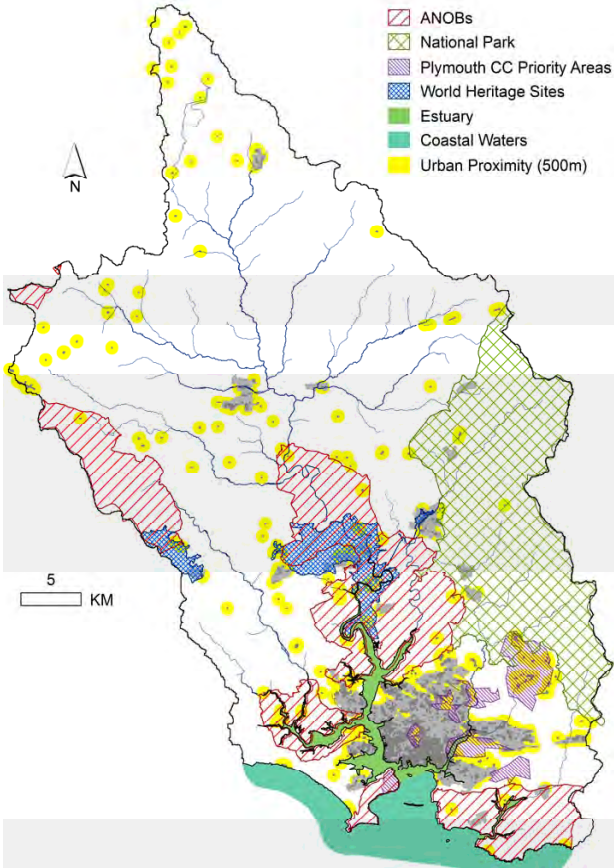 ANOBs
National Park
Plymouth CC Priority Areas
World Heritage Sites
Estuary
Coastal Waters
Urban Proximity (500m)
N
5
KM